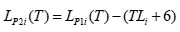 L_{P2i}(T) = L_{P1i}(T) − (TL_i + 6)